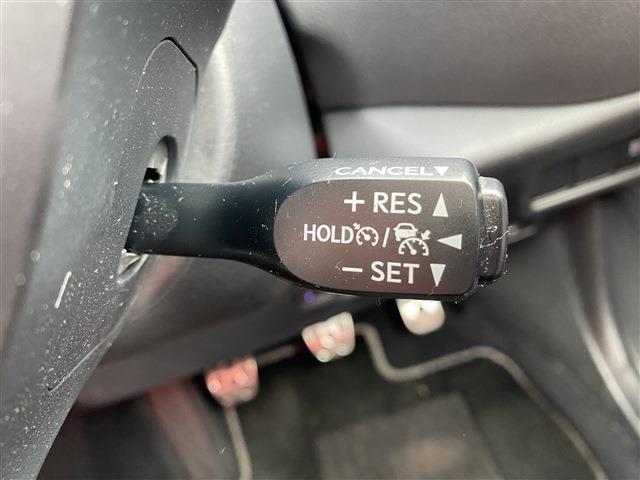 CANCEL▼
+ RES ▲
HOLD / ◀
− SET ▼